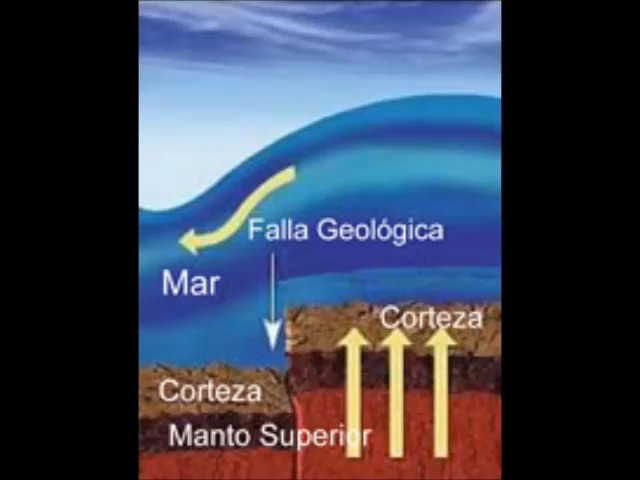 Falla Geológica
Mar
Corteza
Corteza
Manto Superior